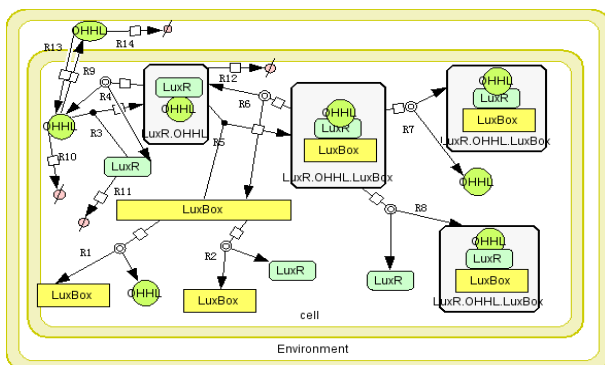 OHHL
R13
R14
R9
R12
R4
LuxR
OHHL
R6
OHHL
LuxR
LuxBox
OHHL
R3
LuxR.OHHL
R5
OHHL
LuxR
LuxBox
R7
R10
LuxR
LuxR.OHHL.LuxBox
LuxR.OHHL.LuxBox
OHHL
R11
LuxBox
R8
R1
R2
OHHL
LuxR
LuxBox
LuxR
LuxR
LuxBox
OHHL
LuxBox
LuxR.OHHL.LuxBox
cell
Environment